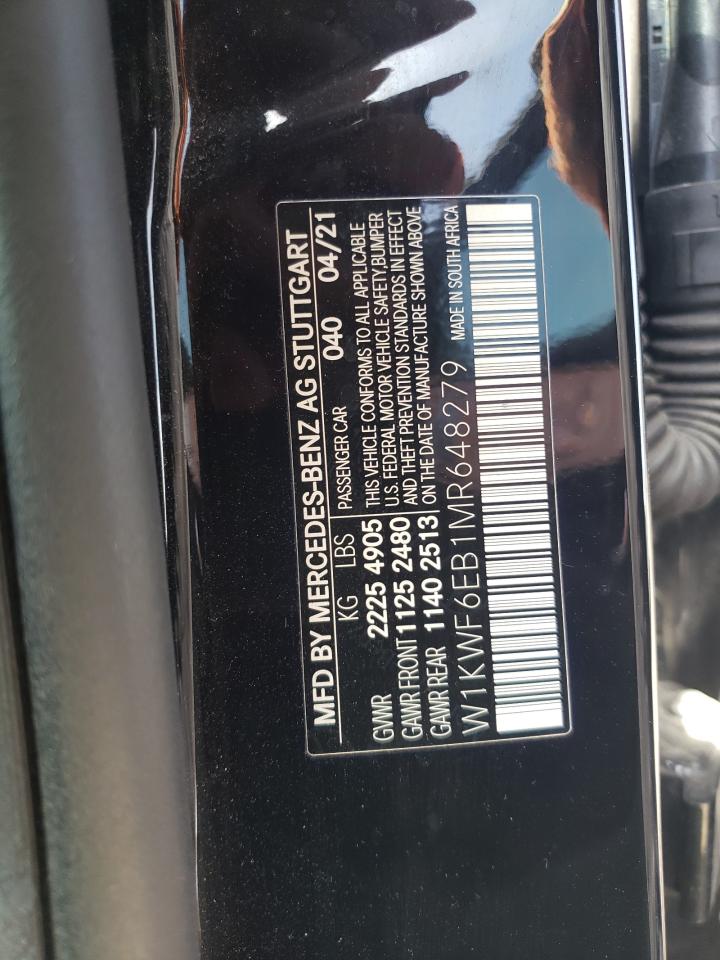 MFD BY MERCEDES-BENZ AG STUTTGART
KG LBS PASSENGER CAR 040 04/21
GVWR 2225 4905 THIS VEHICLE CONFORMS TO ALL APPLICABLE
U.S. FEDERAL MOTOR VEHICLE SAFETY,BUMPER
GAWR FRONT 1125 2480 AND THEFT PREVENTION STANDARDS IN EFFECT
GAWR REAR 1140 2513 ON THE DATE OF MANUFACTURE SHOWN ABOVE
W1KWF6EB1MR648279 MADE IN SOUTH AFRICA